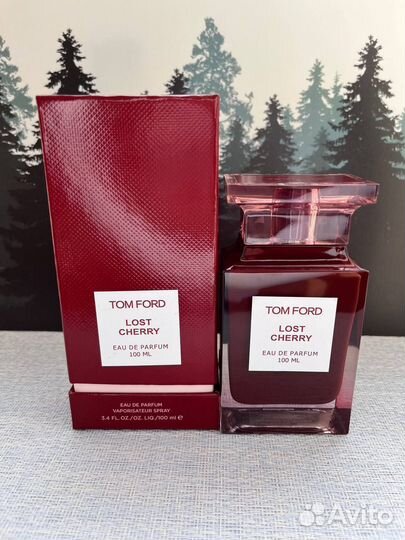 TOM FORD
LOST
CHERRY
EAU DE PARFUM
100 ML
EAU DE PARFUM
VAPORISATEUR SPRAY
3.4 FL.OZ./OZ. LIQ./100 ml ℮
TOM FORD
LOST
CHERRY
EAU DE PARFUM
100 ML
Avito